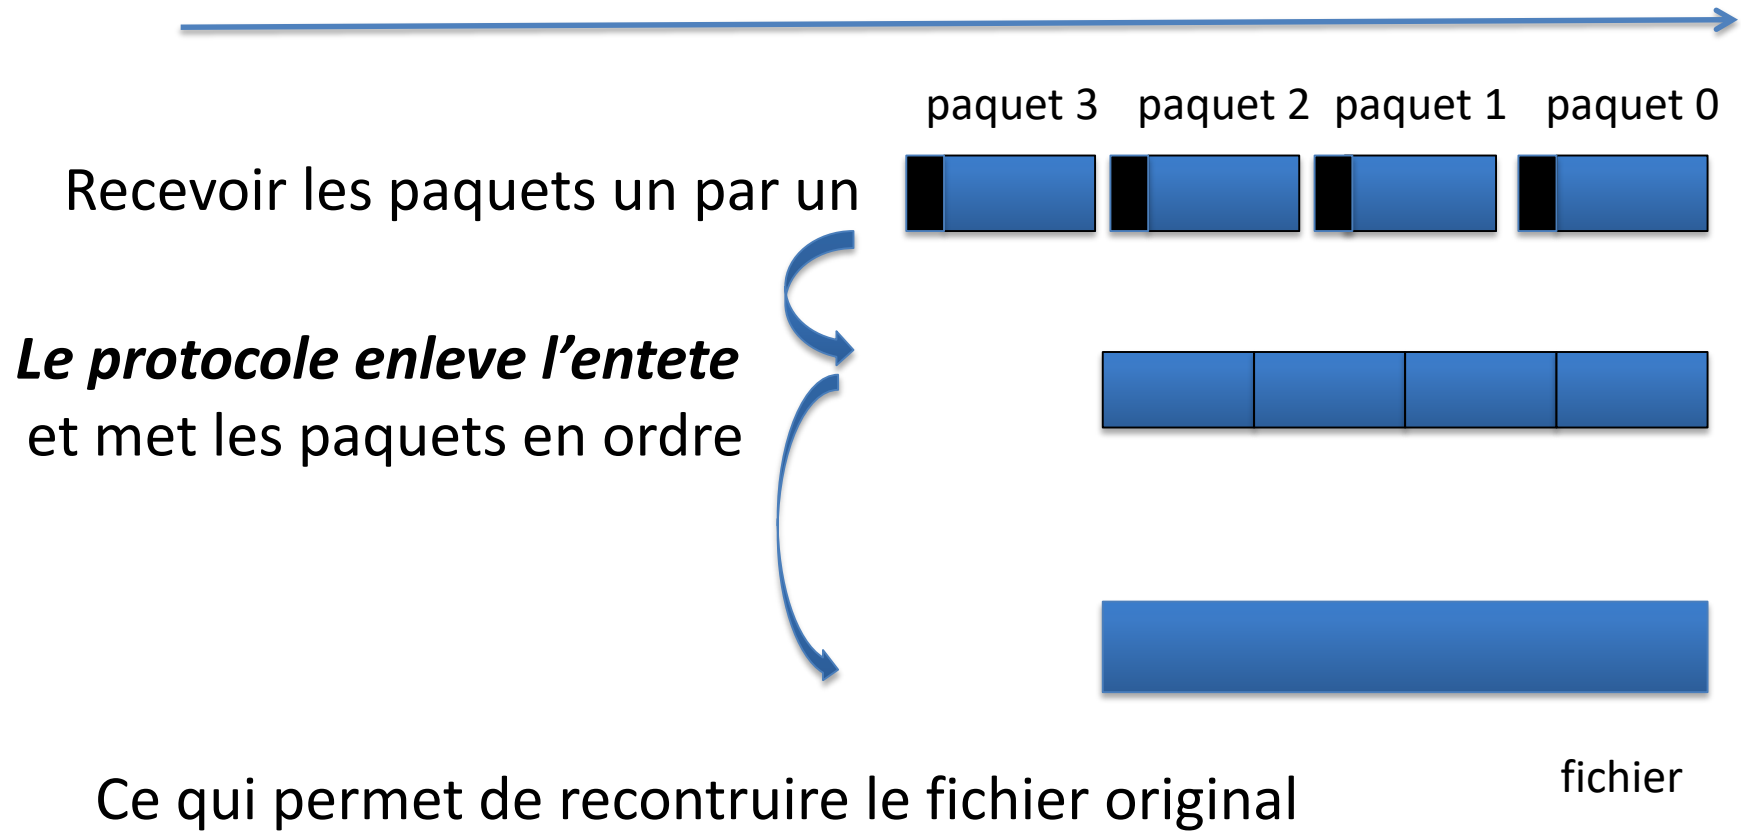 paquet 3 paquet 2 paquet 1 paquet 0
Recevoir les paquets un par un
Le protocole enleve l’entete
et met les paquets en ordre
fichier
Ce qui permet de recontruire le fichier original